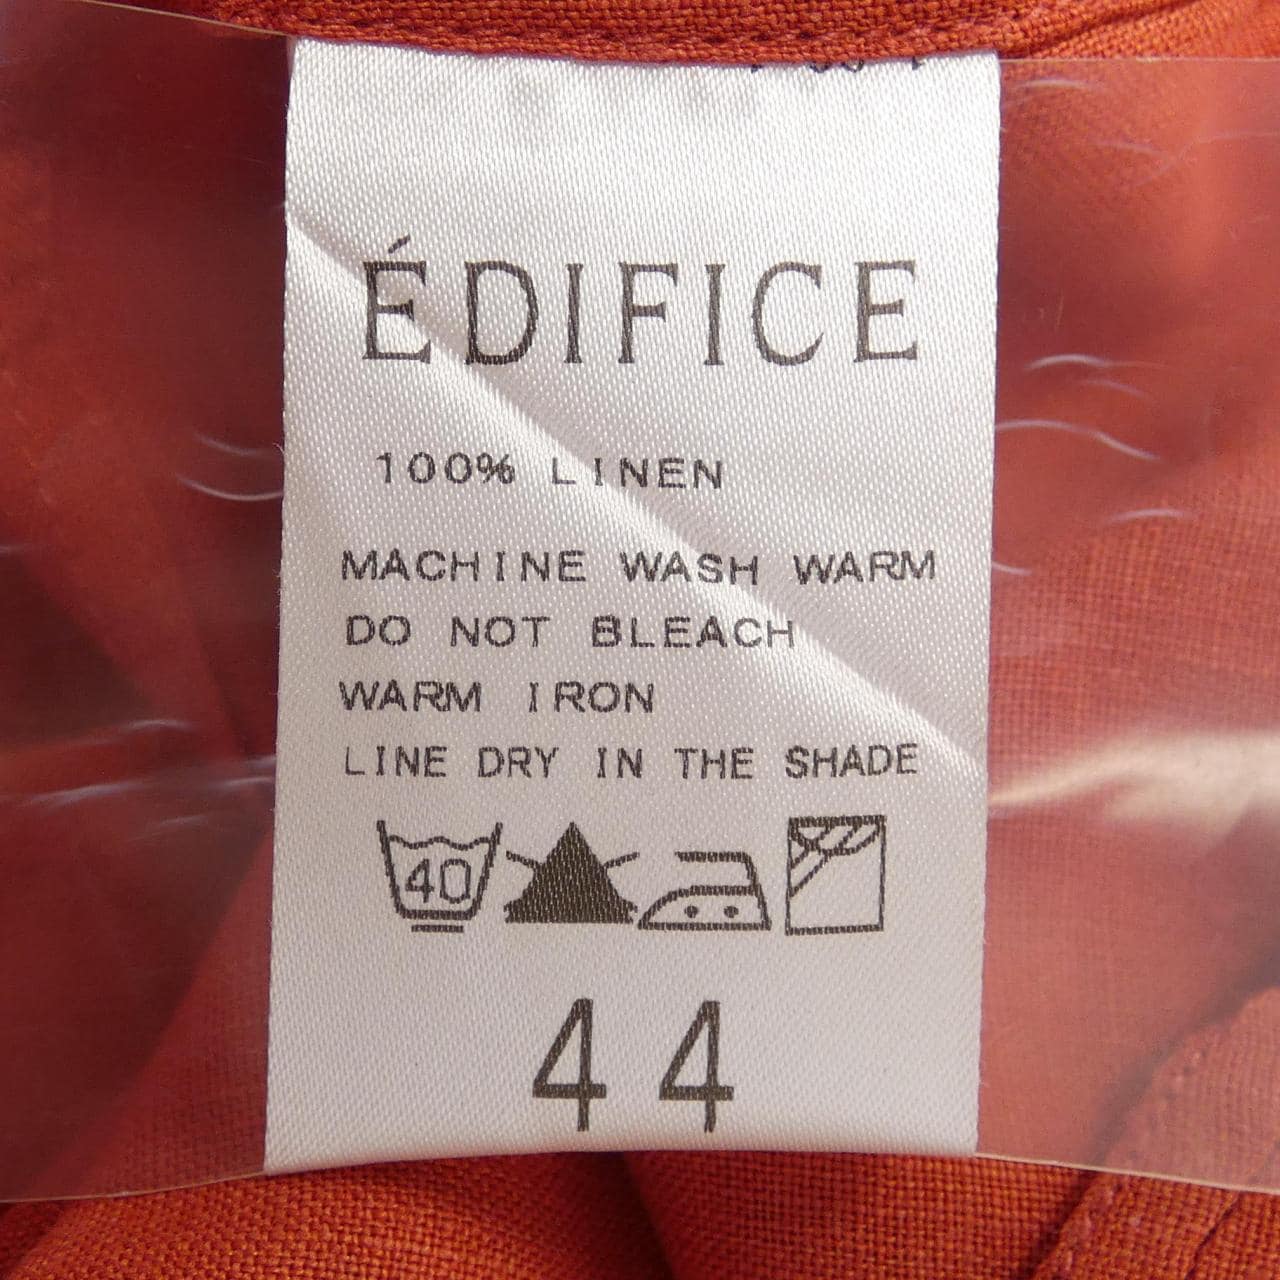 ÉDIFICE
100% LINEN
MACHINE WASH WARM
DO NOT BLEACH
WARM IRON
LINE DRY IN THE SHADE
40
44